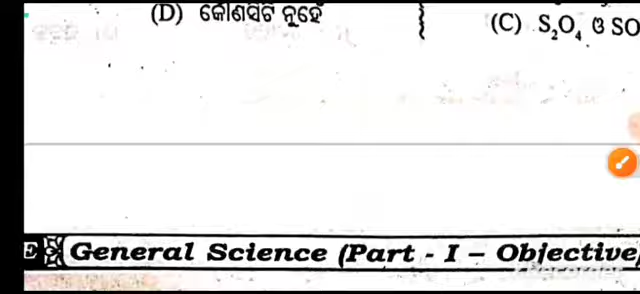 (D) କୌଣସିଟି ନୁହେଁ
(C) S₂O₄ ଓ SO
General Science (Part - I – Objective)